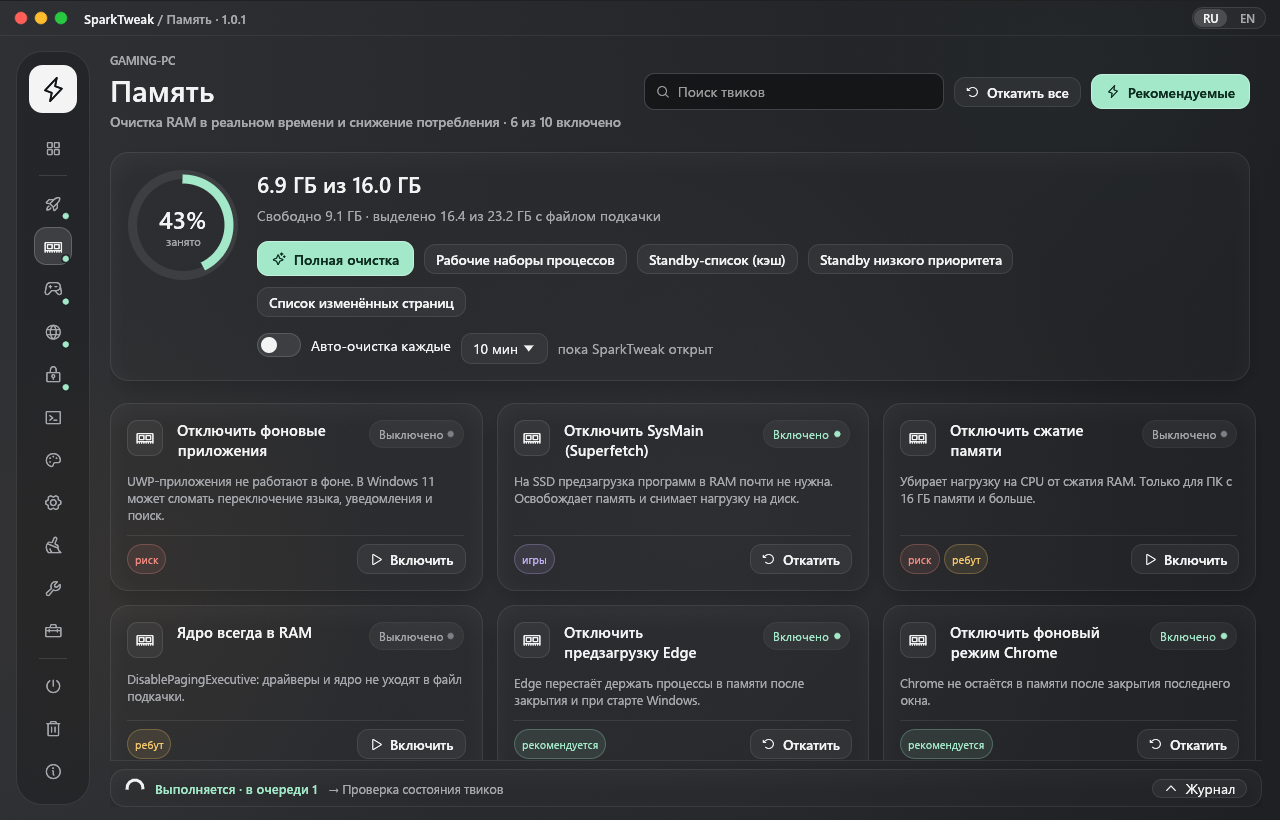 SparkTweak / Память · 1.0.1
RU EN
GAMING-PC
Память
Поиск твиков
Откатить все
Рекомендуемые
Очистка RAM в реальном времени и снижение потребления · 6 из 10 включено
43%
занято
6.9 ГБ из 16.0 ГБ
Свободно 9.1 ГБ · выделено 16.4 из 23.2 ГБ с файлом подкачки
Полная очистка
Рабочие наборы процессов
Standby-список (кэш)
Standby низкого приоритета
Список изменённых страниц
Авто-очистка каждые
10 мин
пока SparkTweak открыт
Отключить фоновые
приложения
Выключено
UWP-приложения не работают в фоне. В Windows 11
может сломать переключение языка, уведомления и
поиск.
риск
Включить
Отключить SysMain
(Superfetch)
Включено
На SSD предзагрузка программ в RAM почти не нужна.
Освобождает память и снимает нагрузку на диск.
игры
Откатить
Отключить сжатие
памяти
Выключено
Убирает нагрузку на CPU от сжатия RAM. Только для ПК с
16 ГБ памяти и больше.
риск
ребут
Включить
Ядро всегда в RAM
Выключено
DisablePagingExecutive: драйверы и ядро не уходят в файл
подкачки.
ребут
Включить
Отключить
предзагрузку Edge
Включено
Edge перестаёт держать процессы в памяти после
закрытия и при старте Windows.
рекомендуется
Откатить
Отключить фоновый
режим Chrome
Включено
Chrome не остаётся в памяти после закрытия последнего
окна.
рекомендуется
Откатить
Выполняется · в очереди 1 → Проверка состояния твиков
Журнал